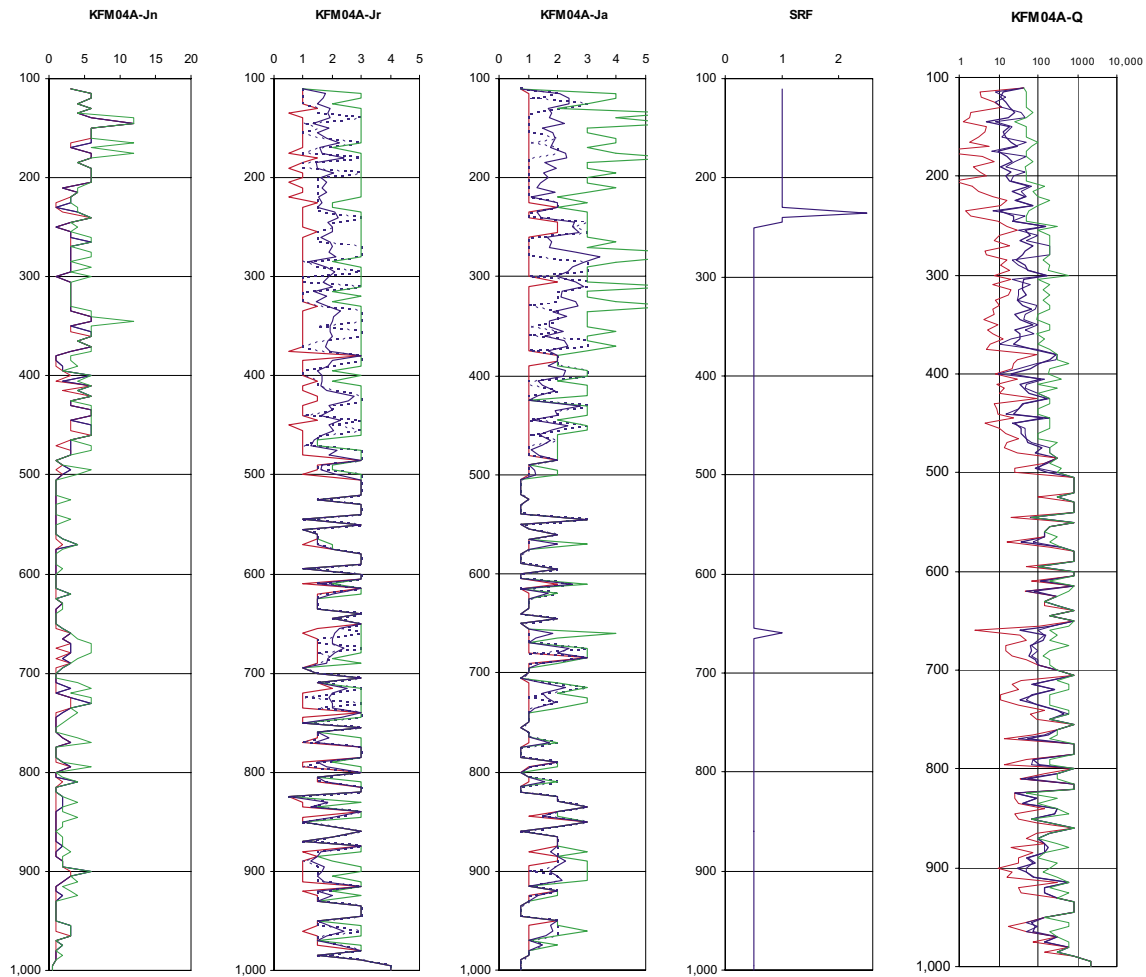 KFM04A-Jn
KFM04A-Jr
KFM04A-Ja
SRF
KFM04A-Q
0 5 10 15 20
0 1 2 3 4 5
0 1 2 3 4 5
0 1 2
1 10 100 1000 10,000
100 100 100 100 100
200 200 200 200 200
300 300 300 300 300
400 400 400 400 400
500 500 500 500 500
600 600 600 600 600
700 700 700 700 700
800 800 800 800 800
900 900 900 900 900
1,000 1,000 1,000 1,000 1,000